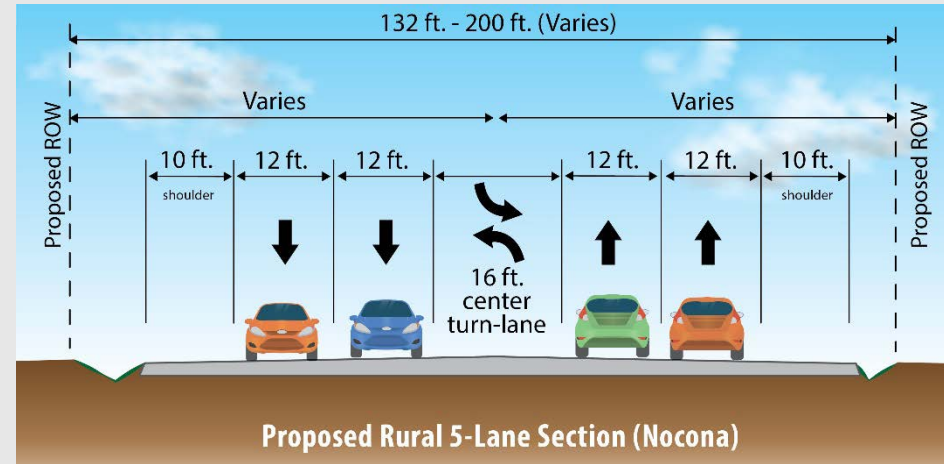 132 ft. - 200 ft. (Varies)
Varies
Varies
Proposed ROW
10 ft.
shoulder
12 ft.
12 ft.
16 ft.
center
turn-lane
12 ft.
12 ft.
10 ft.
shoulder
Proposed ROW
Proposed Rural 5-Lane Section (Nocona)